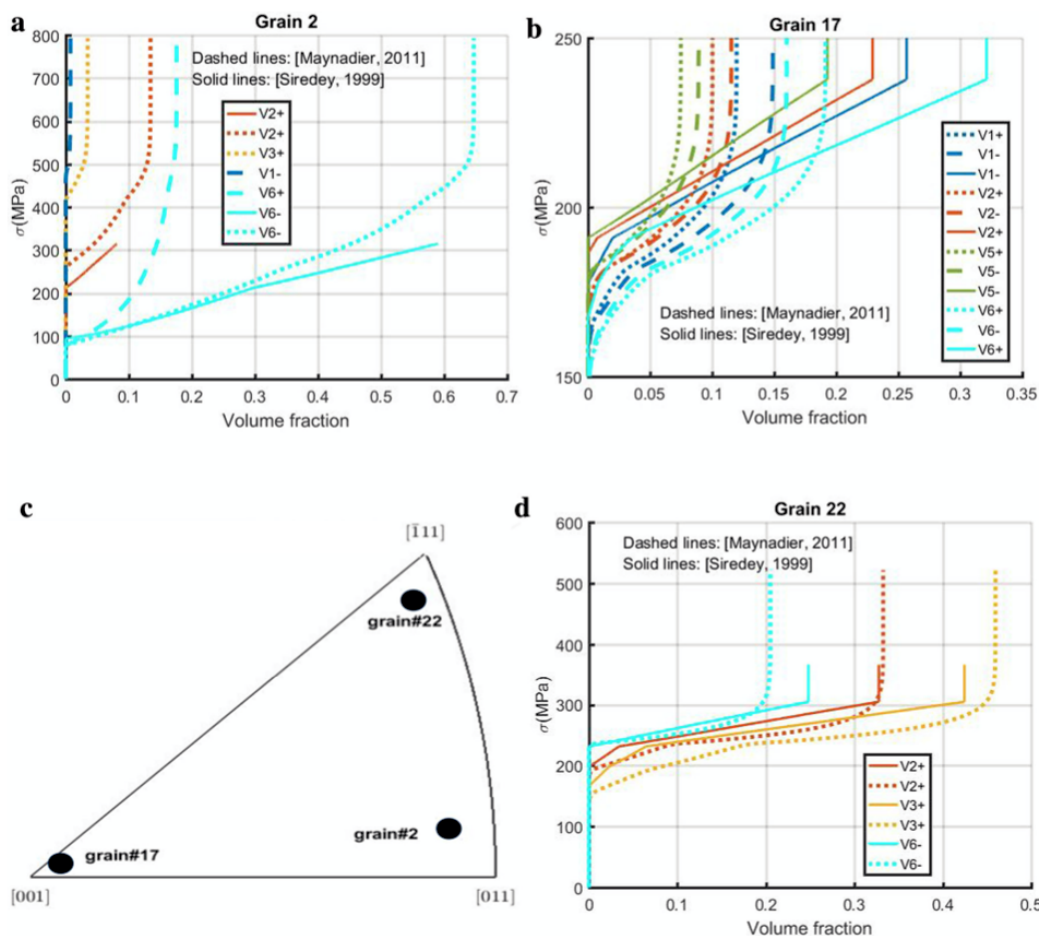 a
Grain 2
800
700
600
500
400
300
200
100
0
σ(MPa)
Dashed lines: [Maynadier, 2011]
Solid lines: [Siredey, 1999]
V2+
V2+
V3+
V1-
V6+
V6-
V6-
0 0.1 0.2 0.3 0.4 0.5 0.6 0.7
Volume fraction
b
Grain 17
250
200
150
σ(MPa)
V1+
V1-
V1-
V2+
V2-
V2+
V5+
V5-
V5-
V6+
V6-
V6+
Dashed lines: [Maynadier, 2011]
Solid lines: [Siredey, 1999]
0 0.05 0.1 0.15 0.2 0.25 0.3 0.35
Volume fraction
c
[1̄11]
grain#22
grain#2
grain#17
[001]
[011]
d
Grain 22
600
500
400
300
200
100
0
σ(MPa)
Dashed lines: [Maynadier, 2011]
Solid lines: [Siredey, 1999]
V2+
V2+
V3+
V3+
V6-
V6-
0 0.1 0.2 0.3 0.4 0.5
Volume fraction